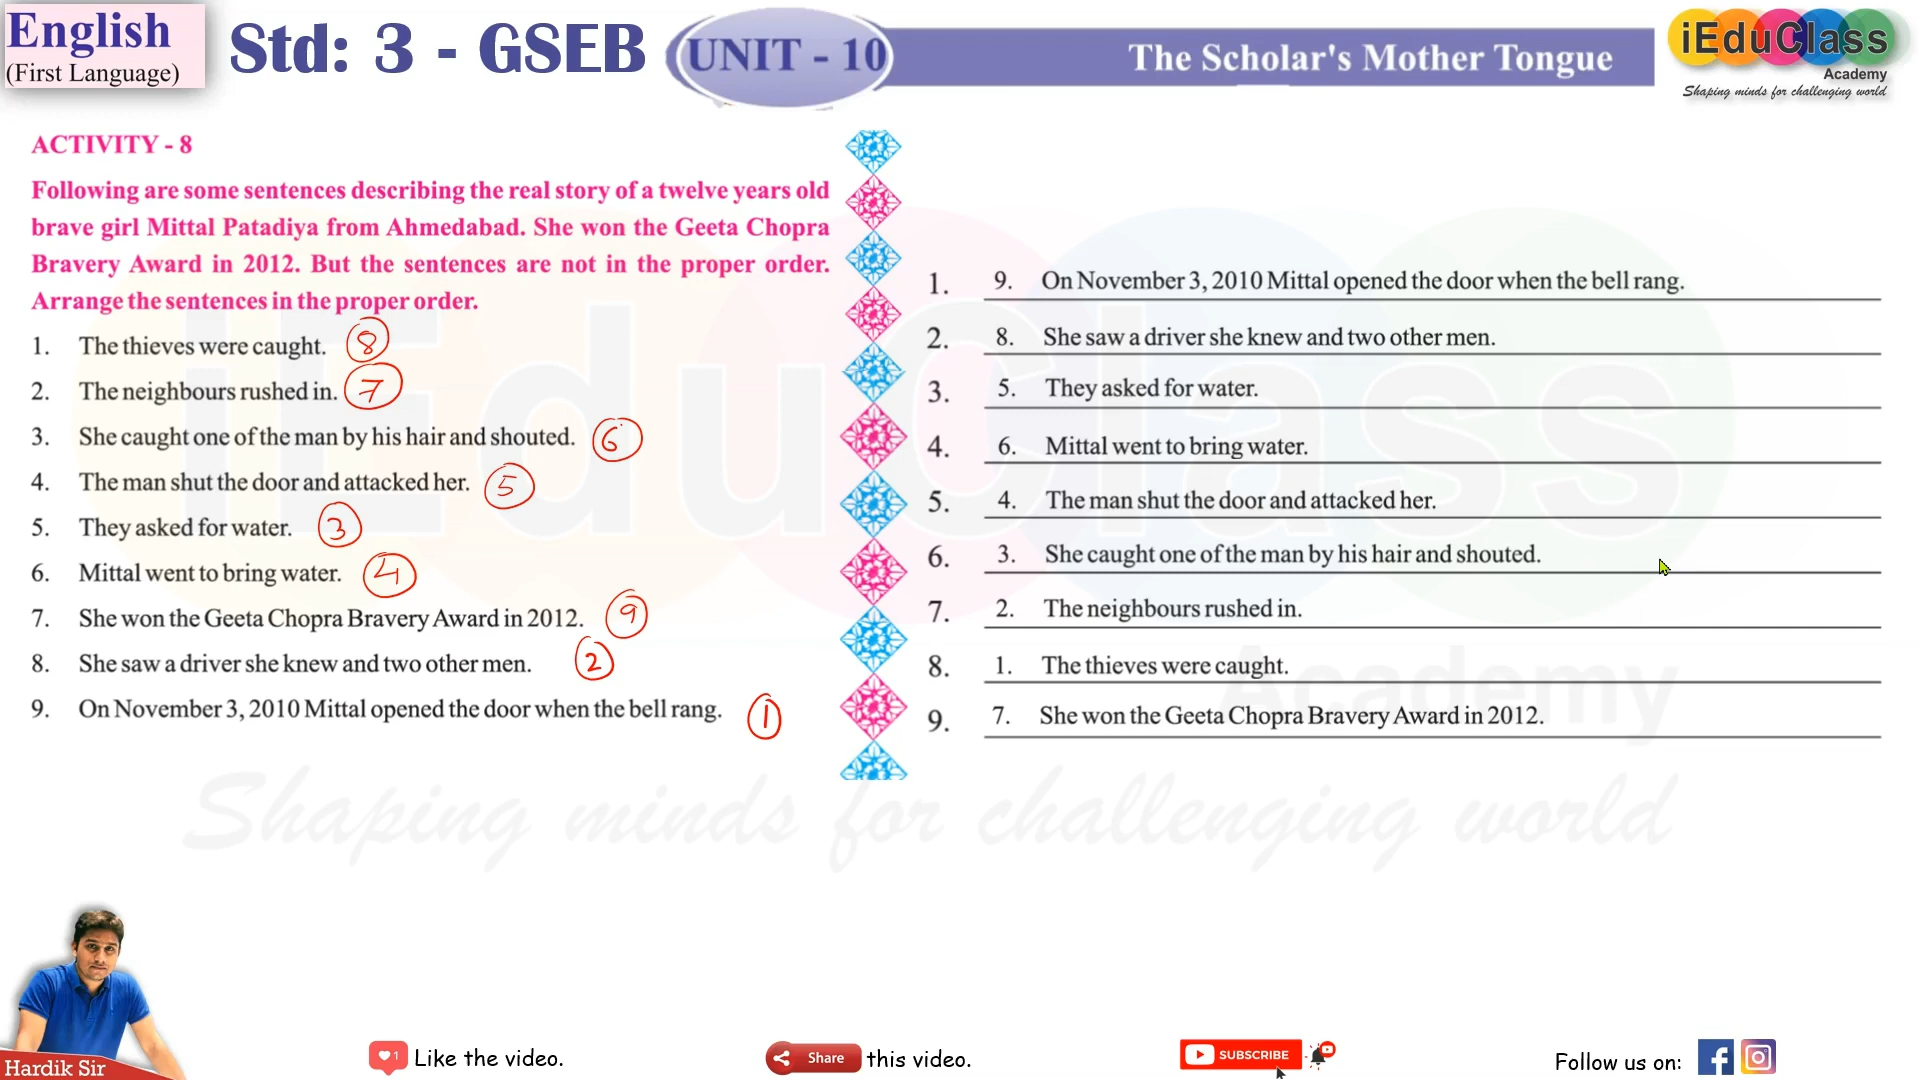 English
(First Language)
Std: 3 - GSEB
UNIT - 10
The Scholar's Mother Tongue
iEduClass
Academy
Shaping minds for challenging world
ACTIVITY - 8
Following are some sentences describing the real story of a twelve years old
brave girl Mittal Patadiya from Ahmedabad. She won the Geeta Chopra
Bravery Award in 2012. But the sentences are not in the proper order.
Arrange the sentences in the proper order.
1. The thieves were caught. 8
2. The neighbours rushed in. 7
3. She caught one of the man by his hair and shouted. 6
4. The man shut the door and attacked her. 5
5. They asked for water. 3
6. Mittal went to bring water. 4
7. She won the Geeta Chopra Bravery Award in 2012. 9
8. She saw a driver she knew and two other men. 2
9. On November 3, 2010 Mittal opened the door when the bell rang. 1
1. 9. On November 3, 2010 Mittal opened the door when the bell rang.
2. 8. She saw a driver she knew and two other men.
3. 5. They asked for water.
4. 6. Mittal went to bring water.
5. 4. The man shut the door and attacked her.
6. 3. She caught one of the man by his hair and shouted.
7. 2. The neighbours rushed in.
8. 1. The thieves were caught.
9. 7. She won the Geeta Chopra Bravery Award in 2012.
iEduClass
Academy
Shaping minds for challenging world
Hardik Sir
1 Like the video.
Share this video.
SUBSCRIBE
Follow us on: